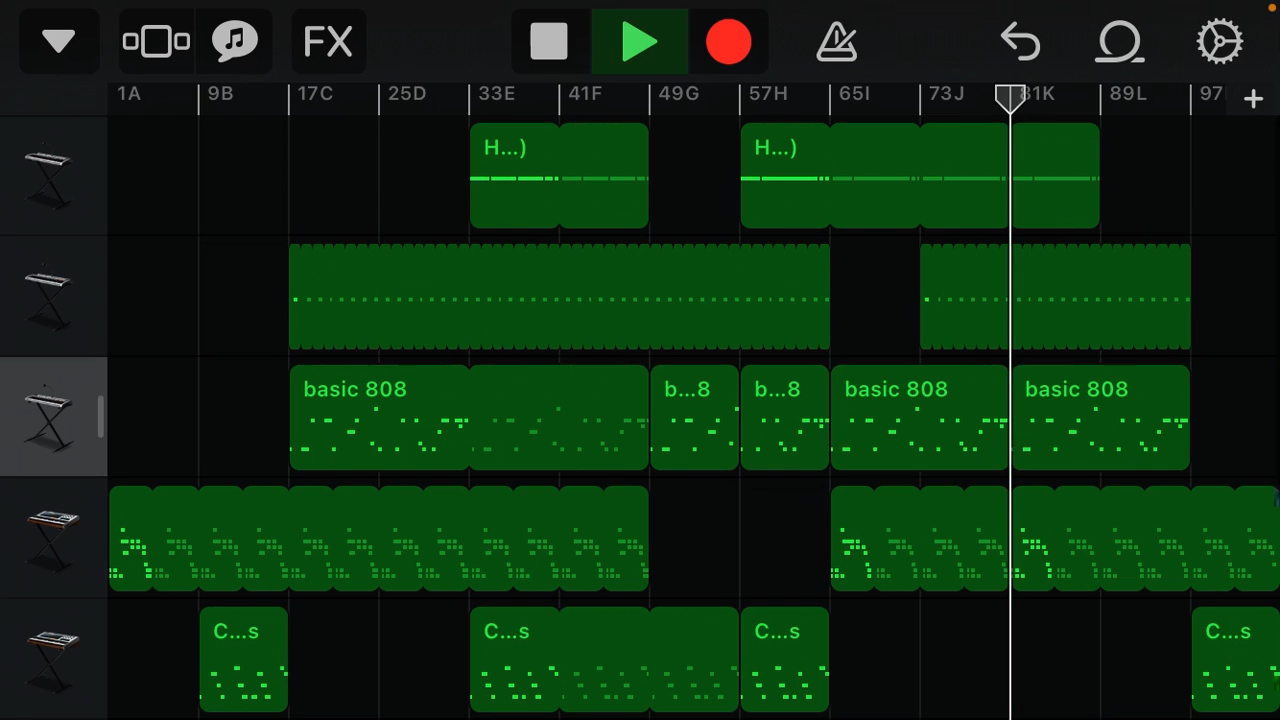 FX
1A 9B 17C 25D 33E 41F 49G 57H 65I 73J 81K 89L 97
H...) H...)
basic 808 b...8 b...8 basic 808 basic 808
C...s C...s C...s C...s